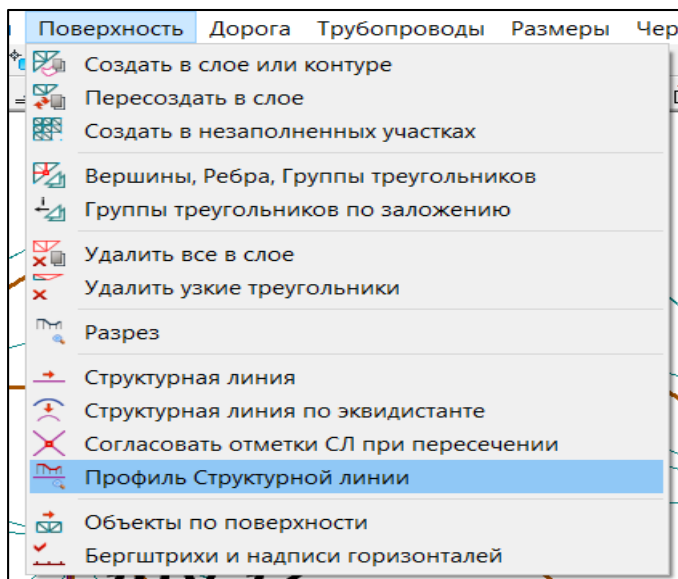 Поверхность Дорога Трубопроводы Размеры Чер
Создать в слое или контуре
Пересоздать в слое
Создать в незаполненных участках
Вершины, Ребра, Группы треугольников
Группы треугольников по заложению
Удалить все в слое
Удалить узкие треугольники
Разрез
Структурная линия
Структурная линия по эквидистанте
Согласовать отметки СЛ при пересечении
Профиль Структурной линии
Объекты по поверхности
Бергштрихи и надписи горизонталей